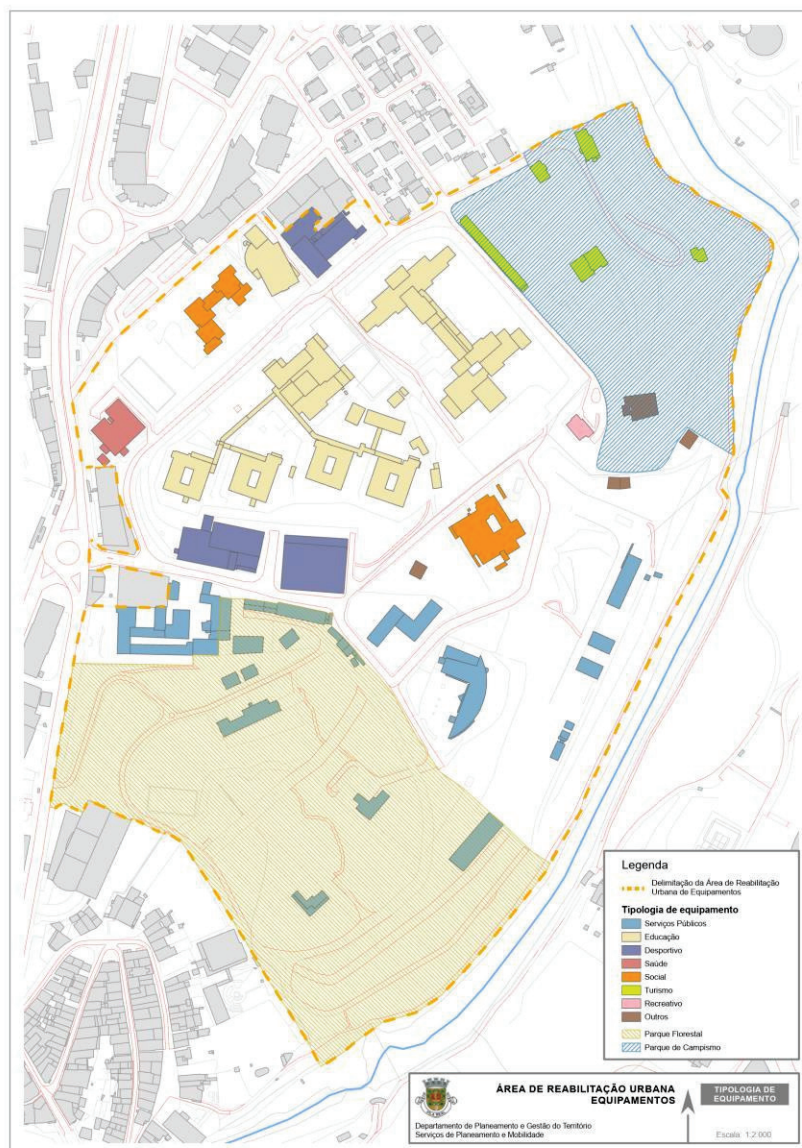 Legenda
Delimitação da Área de Reabilitação
Urbana de Equipamentos
Tipologia de equipamento
Serviços Públicos
Educação
Desportivo
Saúde
Social
Turismo
Recreativo
Outros
Parque Florestal
Parque de Campismo
ÁREA DE REABILITAÇÃO URBANA
EQUIPAMENTOS
TIPOLOGIA DE
EQUIPAMENTO
Departamento de Planeamento e Gestão do Território
Serviços de Planeamento e Mobilidade
Escala: 1:2 000